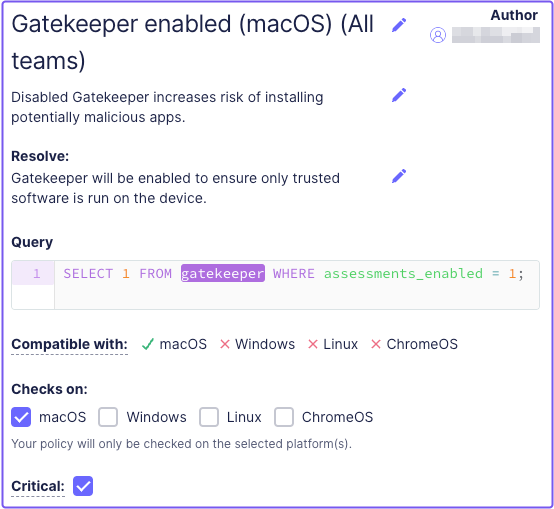 Gatekeeper enabled (macOS) (All
teams)
Author
Disabled Gatekeeper increases risk of installing
potentially malicious apps.
Resolve:
Gatekeeper will be enabled to ensure only trusted
software is run on the device.
Query
1 SELECT 1 FROM gatekeeper WHERE assessments_enabled = 1;
Compatible with: macOS Windows Linux ChromeOS
Checks on:
macOS Windows Linux ChromeOS
Your policy will only be checked on the selected platform(s).
Critical: